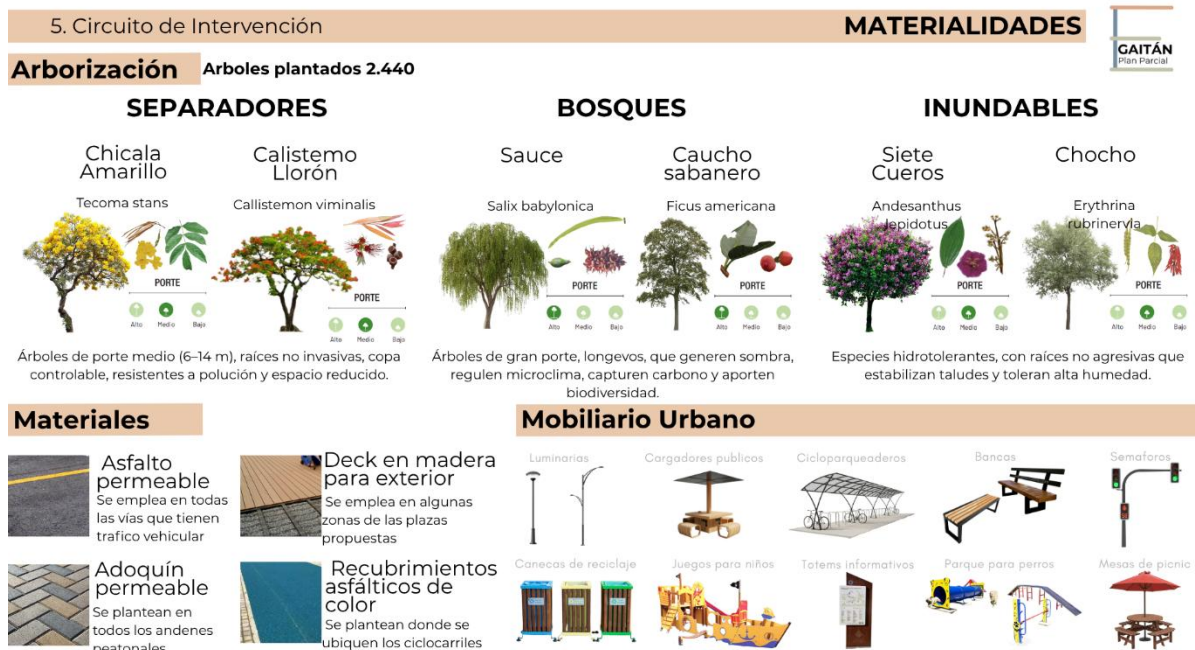 5. Circuito de Intervención
MATERIALIDADES
GAITÁN
Plan Parcial
Arborización
Arboles plantados 2.440
SEPARADORES
BOSQUES
INUNDABLES
Chicala
Amarillo
Tecoma stans
PORTE
Alto Medio Bajo
Calistemo
Llorón
Callistemon viminalis
PORTE
Alto Medio Bajo
Árboles de porte medio (6–14 m), raíces no invasivas, copa
controlable, resistentes a polución y espacio reducido.
Sauce
Salix babylonica
PORTE
Alto Medio Bajo
Caucho
sabanero
Ficus americana
PORTE
Alto Medio Bajo
Árboles de gran porte, longevos, que generen sombra,
regulen microclima, capturen carbono y aporten
biodiversidad.
Siete
Cueros
Andesanthus
lepidotus
PORTE
Alto Medio Bajo
Chocho
Erythrina
rubrinervia
PORTE
Alto Medio Bajo
Especies hidrotolerantes, con raíces no agresivas que
estabilizan taludes y toleran alta humedad.
Materiales
Asfalto
permeable
Se emplea en todas
las vías que tienen
trafico vehicular
Deck en madera
para exterior
Se emplea en algunas
zonas de las plazas
propuestas
Adoquín
permeable
Se plantean en
todos los andenes
peatonales
Recubrimientos
asfálticos de
color
Se plantean donde se
ubiquen los ciclocarriles
Mobiliario Urbano
Luminarias
Cargadores publicos
Cicloparqueaderos
Bancas
Semaforos
Canecas de reciclaje
Juegos para niños
Totems informativos
Parque para perros
Mesas de picnic